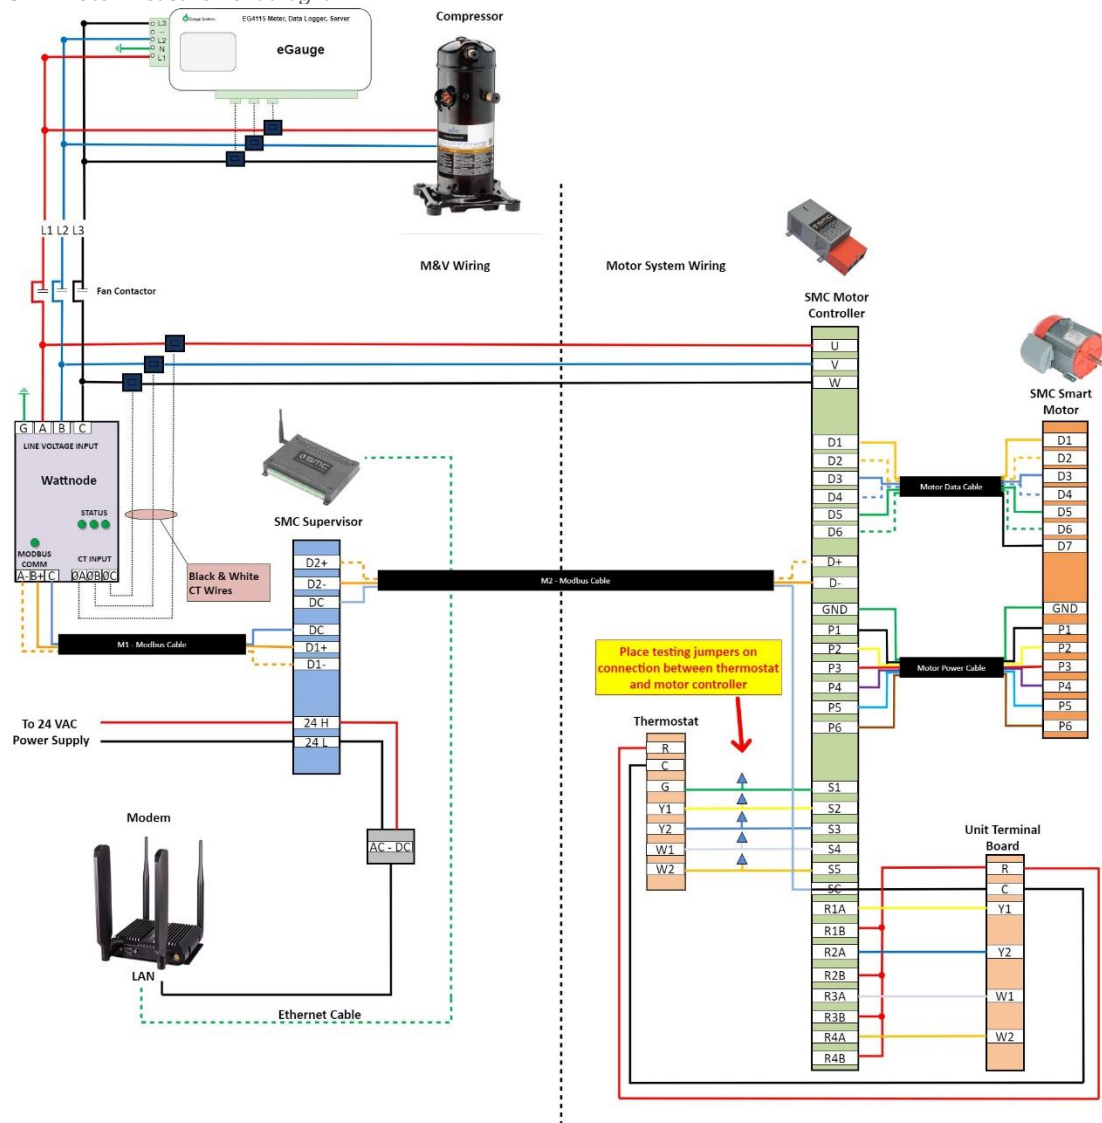 Compressor
EG4115 Meter, Data Logger, Server
eGauge
L3
L2
N
L1
L1 L2 L3
M&V Wiring
Motor System Wiring
Fan Contactor
SMC Motor
Controller
U
V
W
SMC Smart
Motor
G A B C
LINE VOLTAGE INPUT
Wattnode
STATUS
MODBUS
COMM
CT INPUT
A- B+ C ØA ØB ØC
Black & White
CT Wires
SMC
SMC Supervisor
D2+
D2-
DC
DC
D1+
D1-
24 H
24 L
M1 - Modbus Cable
M2 - Modbus Cable
To 24 VAC
Power Supply
AC - DC
Modem
LAN
Ethernet Cable
D1
D2
D3
D4
D5
D6
D+
D-
GND
P1
P2
P3
P4
P5
P6
S1
S2
S3
S4
S5
SC
R1A
R1B
R2A
R2B
R3A
R3B
R4A
R4B
Motor Data Cable
Motor Power Cable
D1
D2
D3
D4
D5
D6
D7
GND
P1
P2
P3
P4
P5
P6
Place testing jumpers on
connection between thermostat
and motor controller
Thermostat
R
C
G
Y1
Y2
W1
W2
Unit Terminal
Board
R
C
Y1
Y2
W1
W2